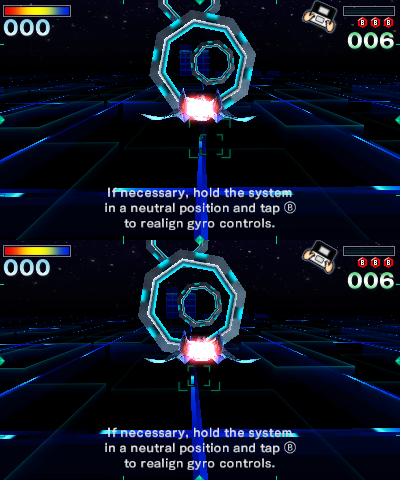 000
B B B
006
If necessary, hold the system
in a neutral position and tap Ⓑ
to realign gyro controls.
000
B B B
006
If necessary, hold the system
in a neutral position and tap Ⓑ
to realign gyro controls.